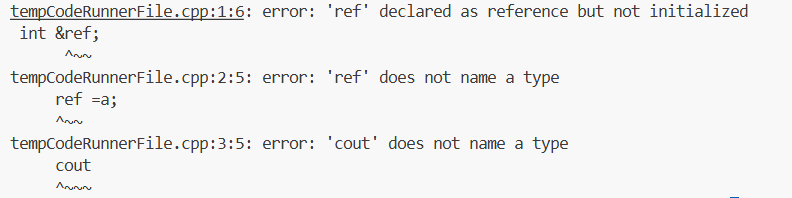 tempCodeRunnerFile.cpp:1:6: error: 'ref' declared as reference but not initialized
 int &ref;
      ^~~
tempCodeRunnerFile.cpp:2:5: error: 'ref' does not name a type
     ref =a;
     ^~~
tempCodeRunnerFile.cpp:3:5: error: 'cout' does not name a type
     cout
     ^~~~